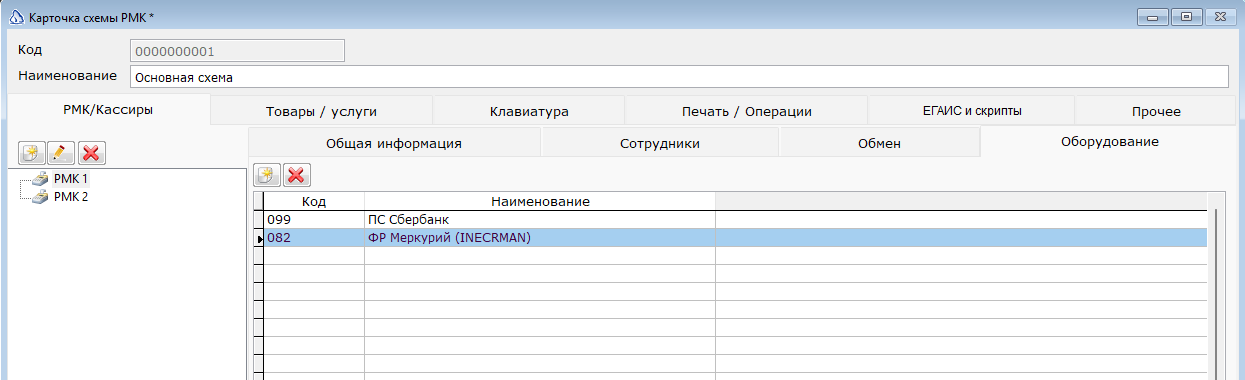 Карточка схемы РМК *
Код 0000000001
Наименование Основная схема
РМК/Кассиры Товары / услуги Клавиатура Печать / Операции ЕГАИС и скрипты Прочее
Общая информация Сотрудники Обмен Оборудование
РМК 1
РМК 2
Код Наименование
099 ПС Сбербанк
082 ФР Меркурий (INECRMAN)